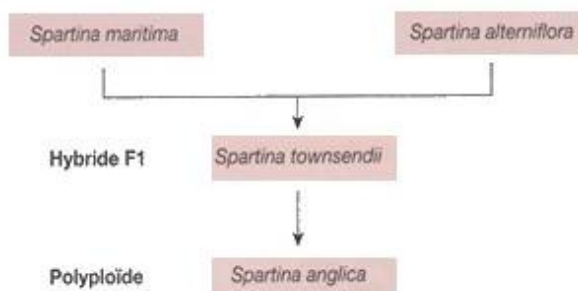 Spartina maritima
Spartina alterniflora
Hybride F1
Spartina townsendii
Polyploïde
Spartina anglica